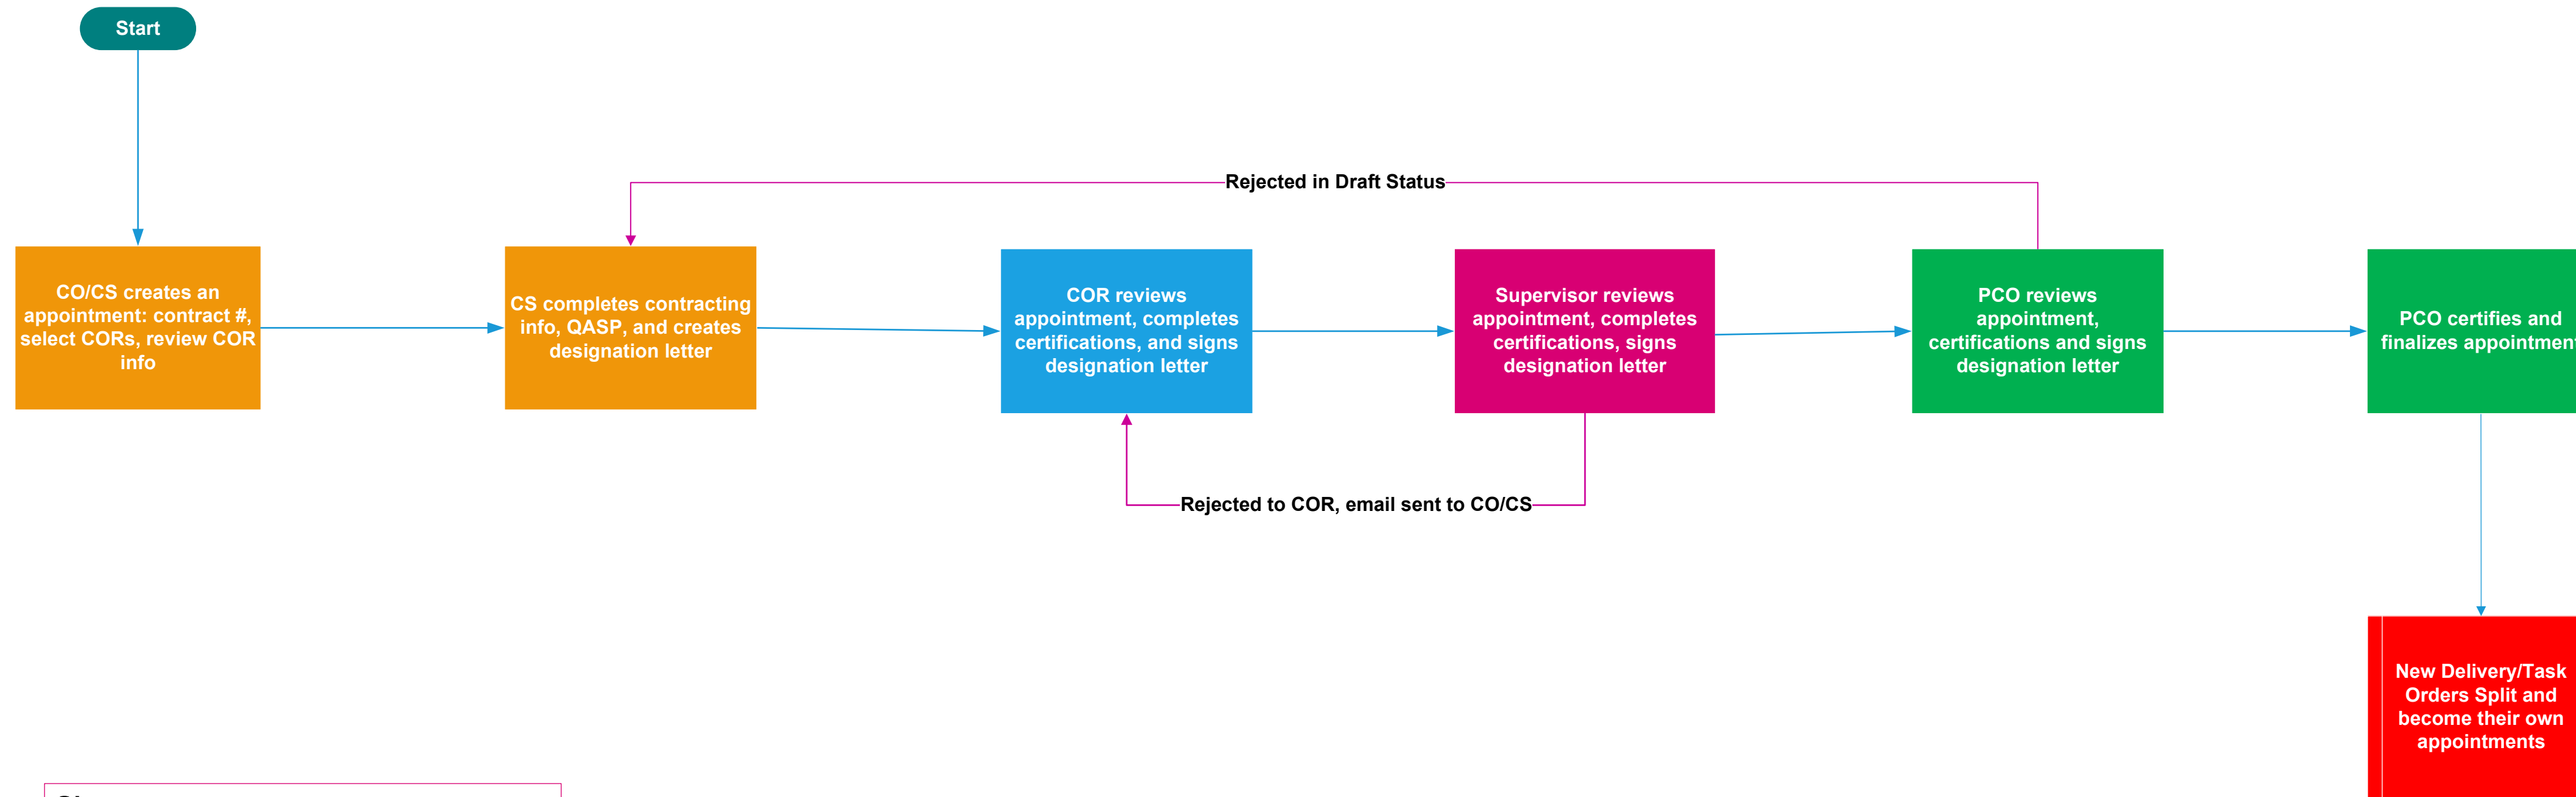 Start
Rejected in Draft Status
CO/CS creates an
appointment: contract #,
select CORs, review COR
info
CS completes contracting
info, QASP, and creates
designation letter
COR reviews
appointment, completes
certifications, and signs
designation letter
Supervisor reviews
appointment, completes
certifications, signs
designation letter
PCO reviews
appointment,
certifications and signs
designation letter
PCO certifies and
finalizes appointment
Rejected to COR, email sent to CO/CS
New Delivery/Task
Orders Split and
become their own
appointments